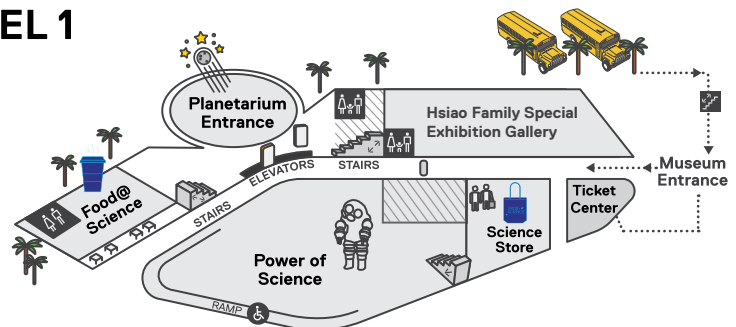 EL 1
Planetarium
Entrance
Hsiao Family Special
Exhibition Gallery
Museum
Entrance
ELEVATORS
STAIRS
Food@
Science
STAIRS
Ticket
Center
Science
Store
Power of
Science
RAMP